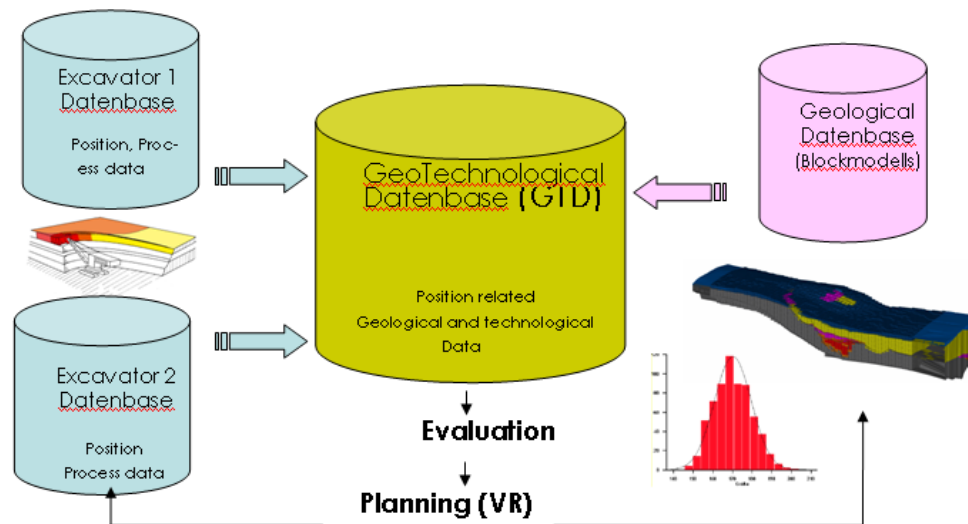 Excavator 1
Datenbase
Position, Proc-
ess data
GeoTechnological
Datenbase (GTD)
Position related
Geological and technological
Data
Geological
Datenbase
(Blockmodells)
Excavator 2
Datenbase
Position
Process data
Evaluation
Planning (VR)